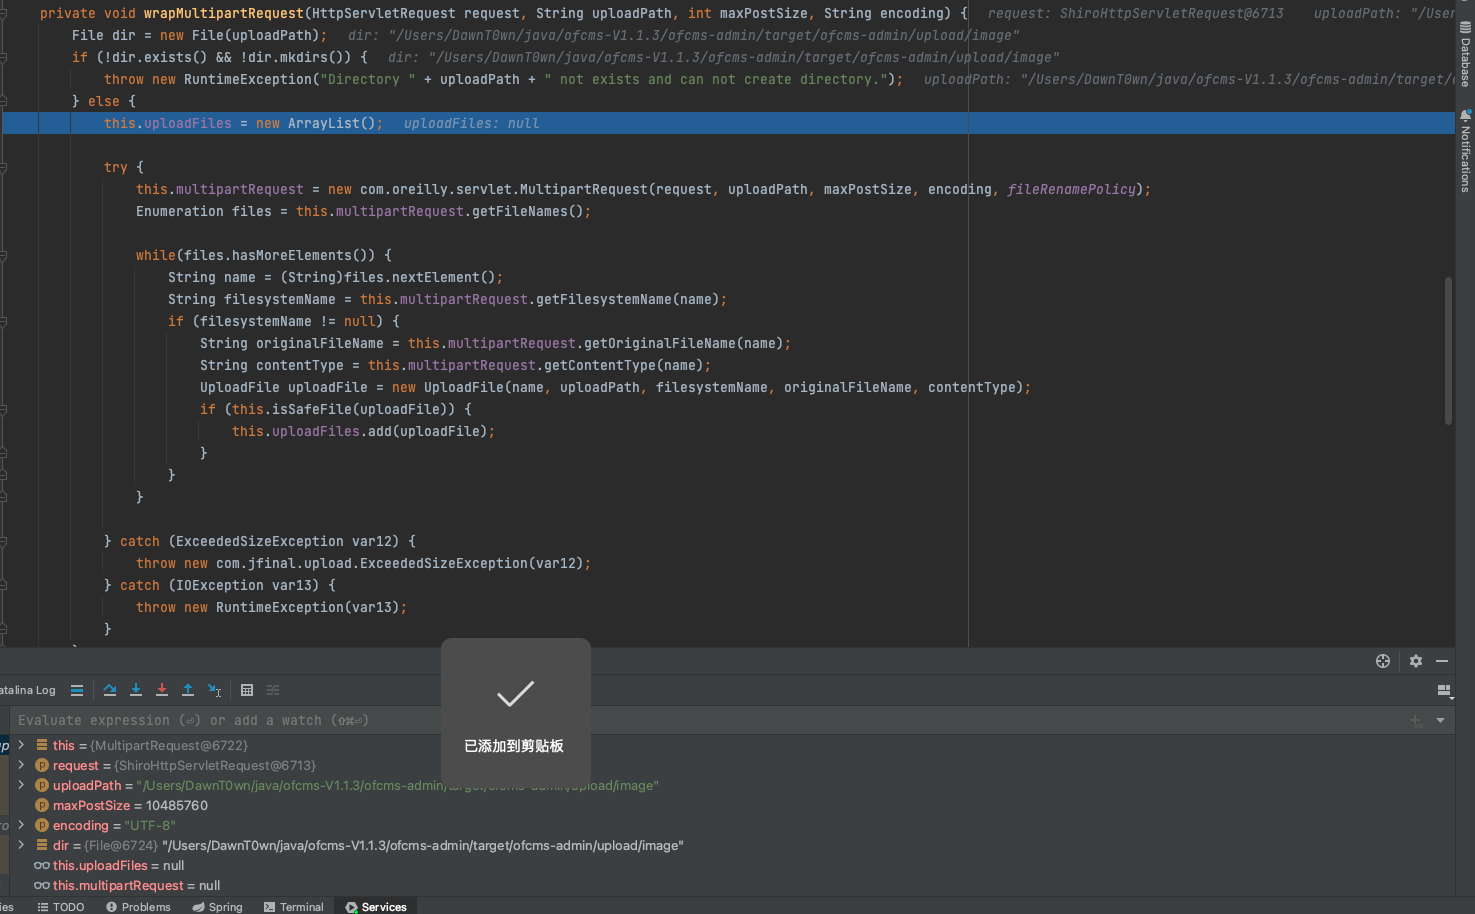 private void wrapMultipartRequest(HttpServletRequest request, String uploadPath, int maxPostSize, String encoding) {   request: ShiroHttpServletRequest@6713    uploadPath: "/User
File dir = new File(uploadPath);   dir: "/Users/DawnT0wn/java/ofcms-V1.1.3/ofcms-admin/target/ofcms-admin/upload/image"
if (!dir.exists() && !dir.mkdirs()) {   dir: "/Users/DawnT0wn/java/ofcms-V1.1.3/ofcms-admin/target/ofcms-admin/upload/image"
throw new RuntimeException("Directory " + uploadPath + " not exists and can not create directory.");   uploadPath: "/Users/DawnT0wn/java/ofcms-V1.1.3/ofcms-admin/target/o
} else {
this.uploadFiles = new ArrayList();   uploadFiles: null
try {
this.multipartRequest = new com.oreilly.servlet.MultipartRequest(request, uploadPath, maxPostSize, encoding, fileRenamePolicy);
Enumeration files = this.multipartRequest.getFileNames();
while(files.hasMoreElements()) {
String name = (String)files.nextElement();
String filesystemName = this.multipartRequest.getFilesystemName(name);
if (filesystemName != null) {
String originalFileName = this.multipartRequest.getOriginalFileName(name);
String contentType = this.multipartRequest.getContentType(name);
UploadFile uploadFile = new UploadFile(name, uploadPath, filesystemName, originalFileName, contentType);
if (this.isSafeFile(uploadFile)) {
this.uploadFiles.add(uploadFile);
}
}
}
} catch (ExceededSizeException var12) {
throw new com.jfinal.upload.ExceededSizeException(var12);
} catch (IOException var13) {
throw new RuntimeException(var13);
}
Database
Notifications
atalina Log
Evaluate expression (⏎) or add a watch (⇧⌘⏎)
已添加到剪贴板
this = {MultipartRequest@6722}
request = {ShiroHttpServletRequest@6713}
uploadPath = "/Users/DawnT0wn/java/ofcms-V1.1.3/ofcms-admin/target/ofcms-admin/upload/image"
maxPostSize = 10485760
encoding = "UTF-8"
dir = {File@6724} "/Users/DawnT0wn/java/ofcms-V1.1.3/ofcms-admin/target/ofcms-admin/upload/image"
this.uploadFiles = null
this.multipartRequest = null
ies  TODO  Problems  Spring  Terminal  Services